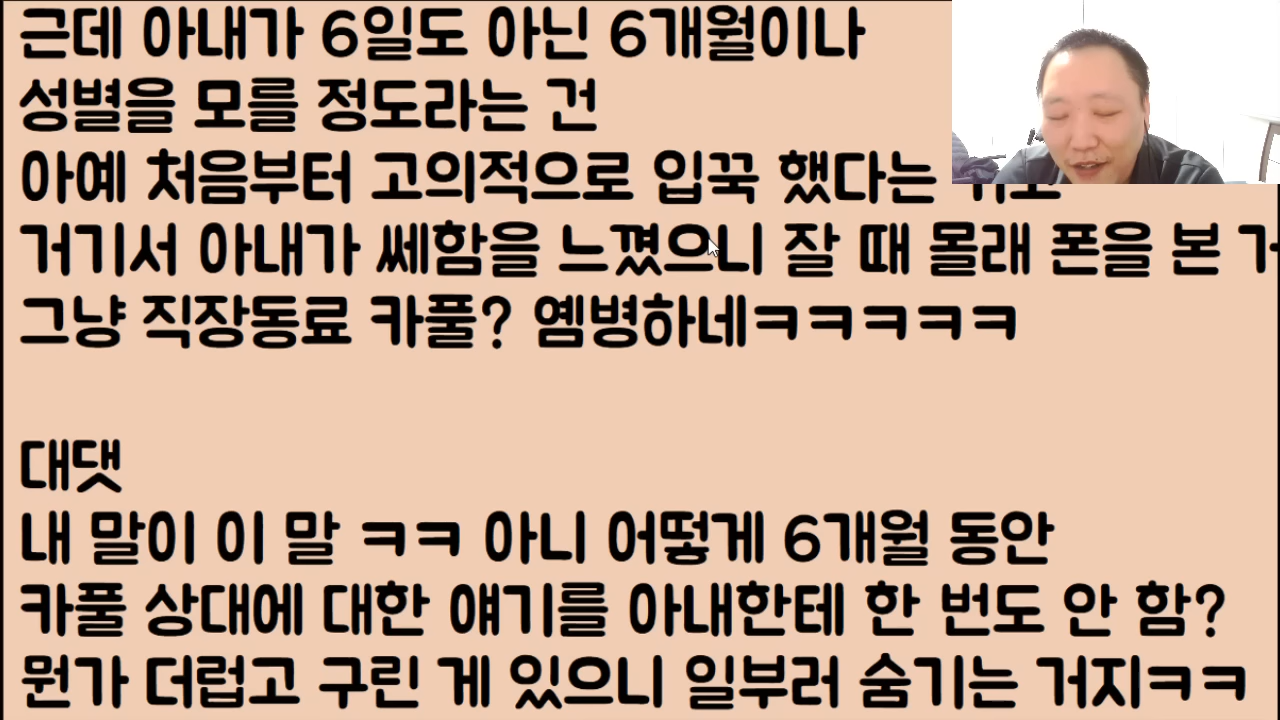 근데 아내가 6일도 아닌 6개월이나
성별을 모를 정도라는 건
아예 처음부터 고의적으로 입꾹 했다는
거기서 아내가 쎄함을 느꼈으니 잘 때 몰래 폰을 본
그냥 직장동료 카풀? 옘병하네ㅋㅋㅋㅋㅋ
대댓
내 말이 이 말 ㅋㅋ 아니 어떻게 6개월 동안
카풀 상대에 대한 얘기를 아내한테 한 번도 안 함?
뭔가 더럽고 구린 게 있으니 일부러 숨기는 거지ㅋㅋ